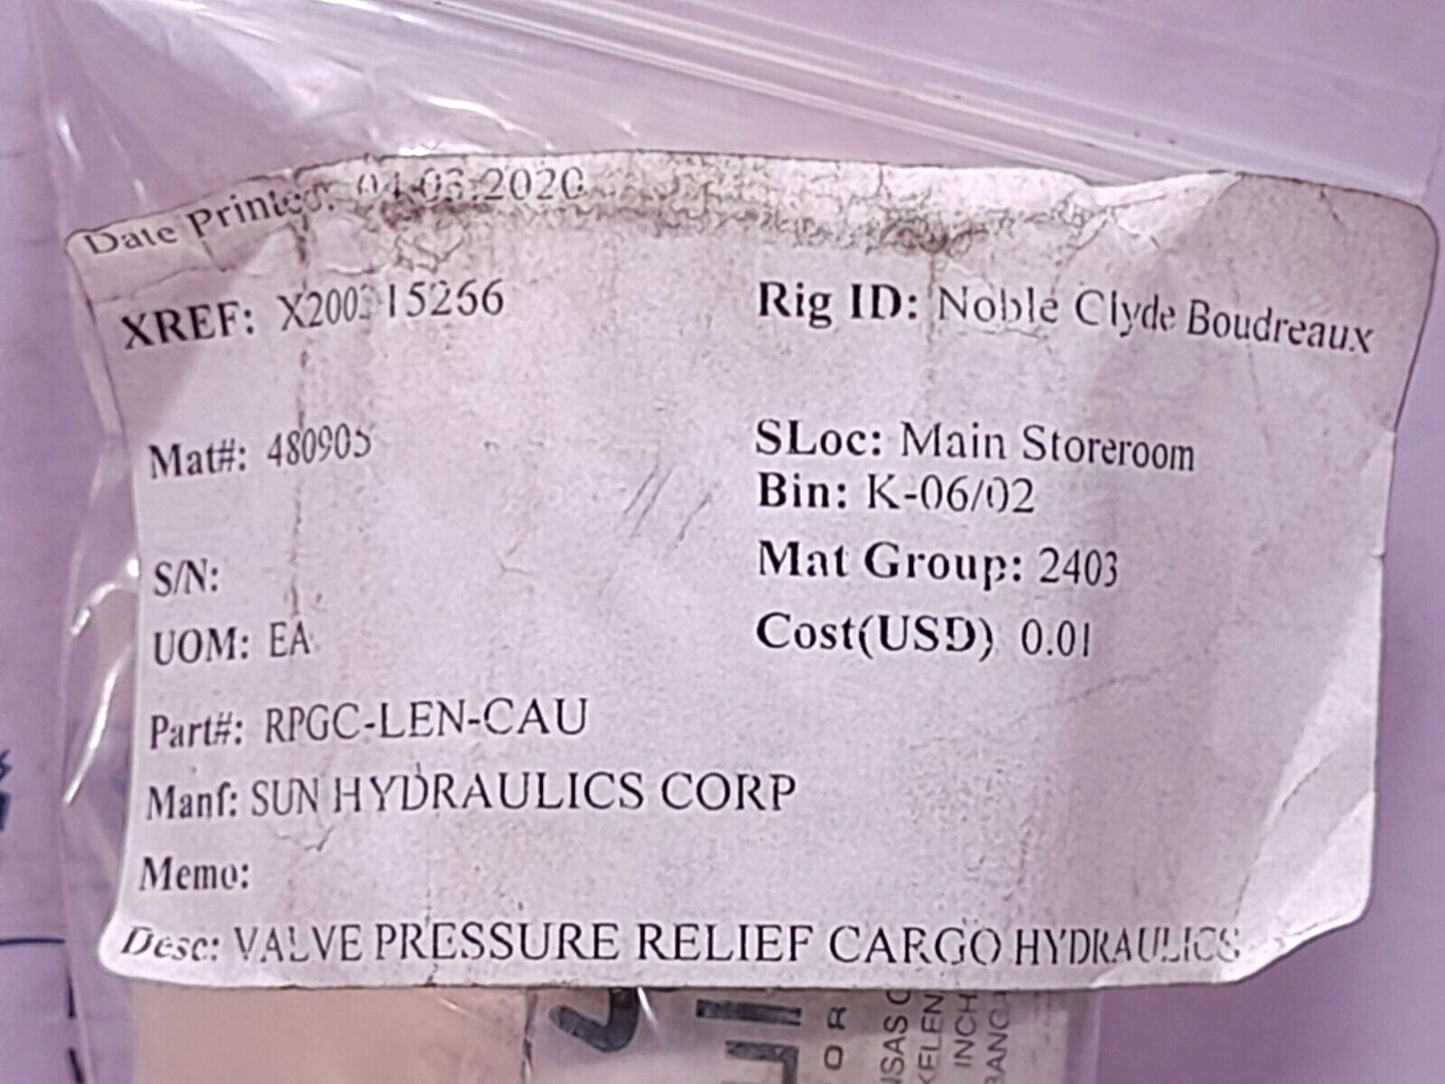 Date Printed: 04.03.2020
XREF:
Rig ID: Noble Clyde Boudreaux
Mat#: 480905
SLoc: Main Storeroom
Bin: K-06/02
S/N:
Mat Group: 2403
UOM: EA
Cost(USD) 0.01
Part#: RPGC-LEN-CAU
Manf: SUN HYDRAULICS CORP
Memo:
Desc: VALVE PRESSURE RELIEF CARGO HYDRAULICS